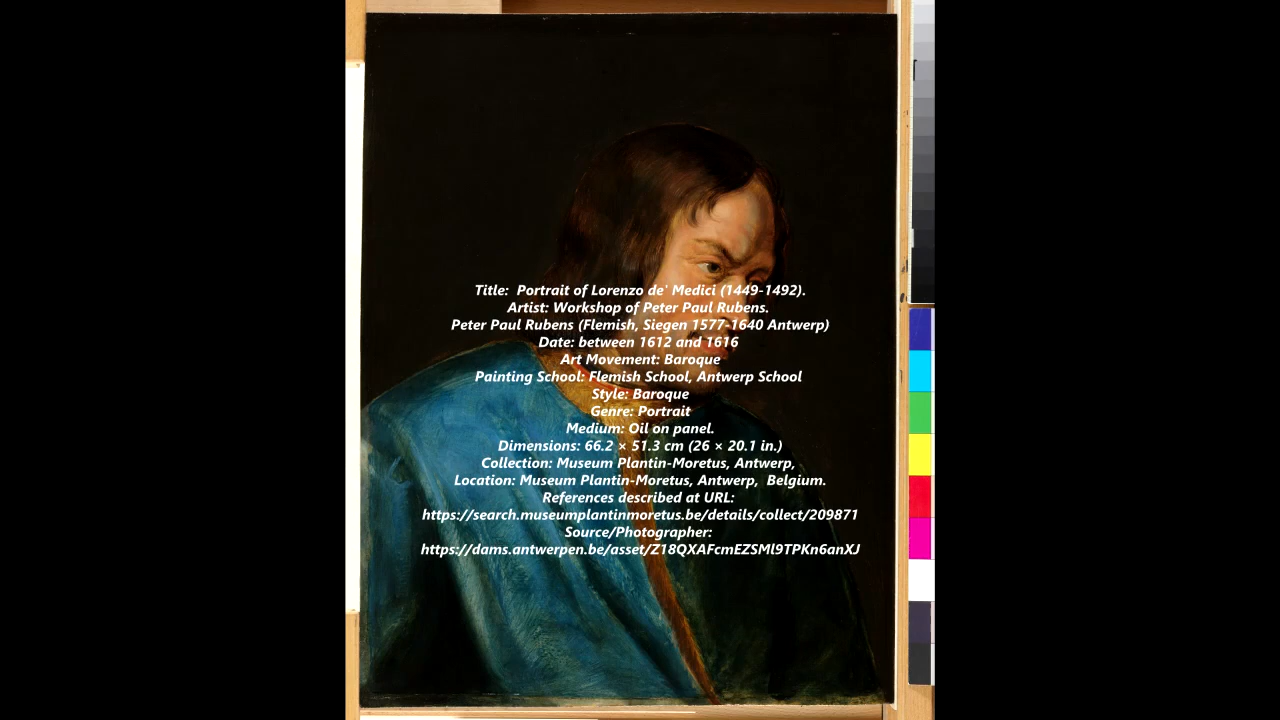 Title:  Portrait of Lorenzo de' Medici (1449-1492).
Artist: Workshop of Peter Paul Rubens.
Peter Paul Rubens (Flemish, Siegen 1577-1640 Antwerp)
Date: between 1612 and 1616
Art Movement: Baroque
Painting School: Flemish School, Antwerp School
Style: Baroque
Genre: Portrait
Medium: Oil on panel.
Dimensions: 66.2 × 51.3 cm (26 × 20.1 in.)
Collection: Museum Plantin-Moretus, Antwerp,
Location: Museum Plantin-Moretus, Antwerp,  Belgium.
References described at URL:
https://search.museumplantinmoretus.be/details/collect/209871
Source/Photographer:
https://dams.antwerpen.be/asset/Z18QXAFcmEZSMl9TPKn6anXJ